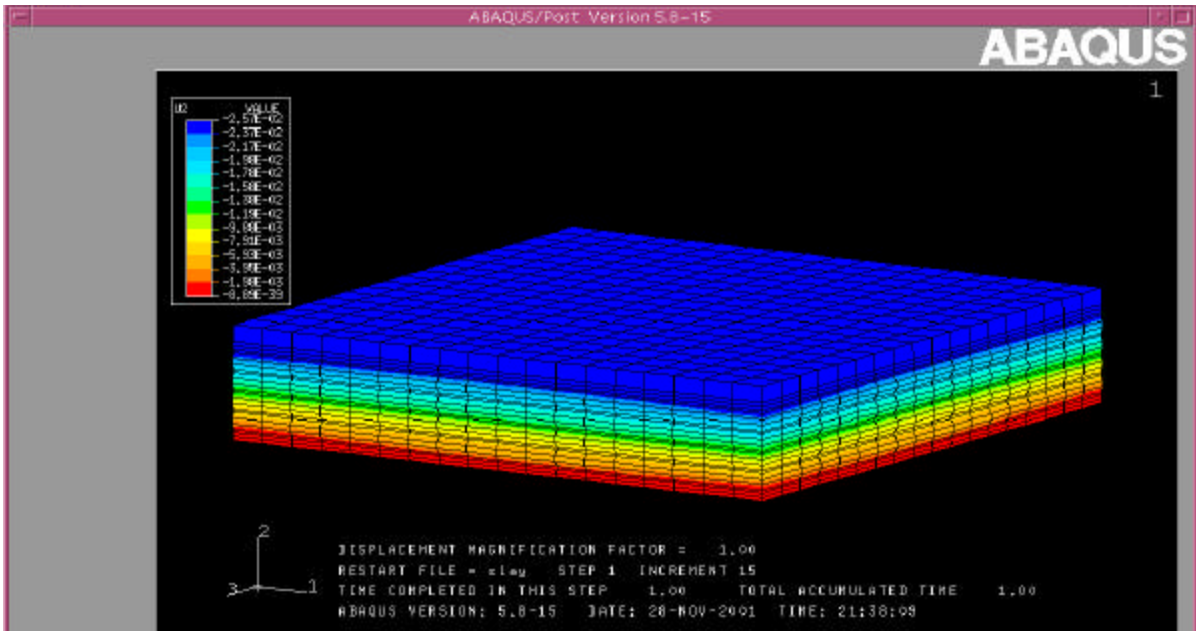 ABAQUS/Post Version 5.8-15
ABAQUS
1
U2 VALUE
-2.57E-02
-2.37E-02
-2.17E-02
-1.98E-02
-1.78E-02
-1.58E-02
-1.38E-02
-1.19E-02
-9.89E-03
-7.91E-03
-5.93E-03
-3.95E-03
-1.98E-03
-8.89E-39
2
3 1
DISPLACEMENT MAGNIFICATION FACTOR = 1.00
RESTART FILE = STEP 1 INCREMENT 15
TIME COMPLETED IN THIS STEP 1.00 TOTAL ACCUMULATED TIME 1.00
ABAQUS VERSION: 5.8-15 DATE: 28-NOV-2001 TIME: 21:38:09